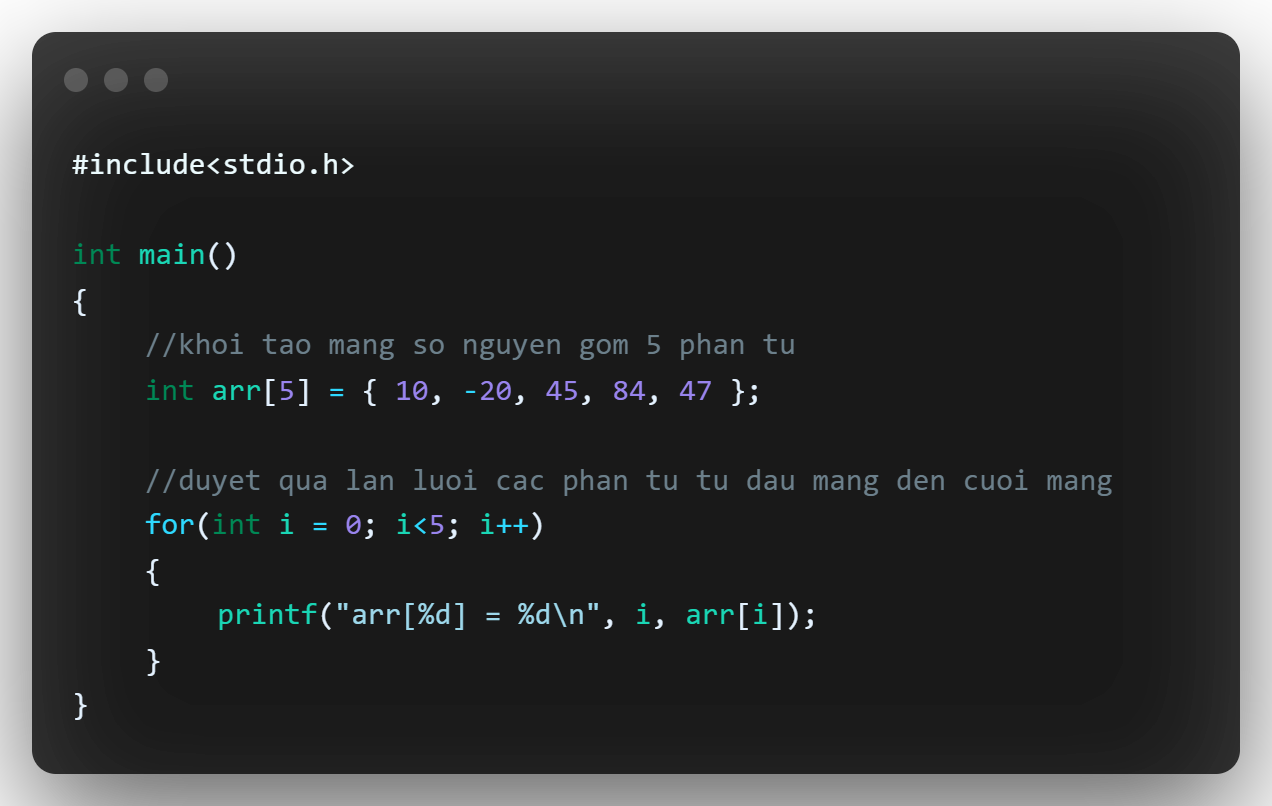 #include<stdio.h>
int main()
{
//khoi tao mang so nguyen gom 5 phan tu
int arr[5] = { 10, -20, 45, 84, 47 };
//duyet qua lan luoi cac phan tu tu dau mang den cuoi mang
for(int i = 0; i<5; i++)
{
printf("arr[%d] = %d\n", i, arr[i]);
}
}